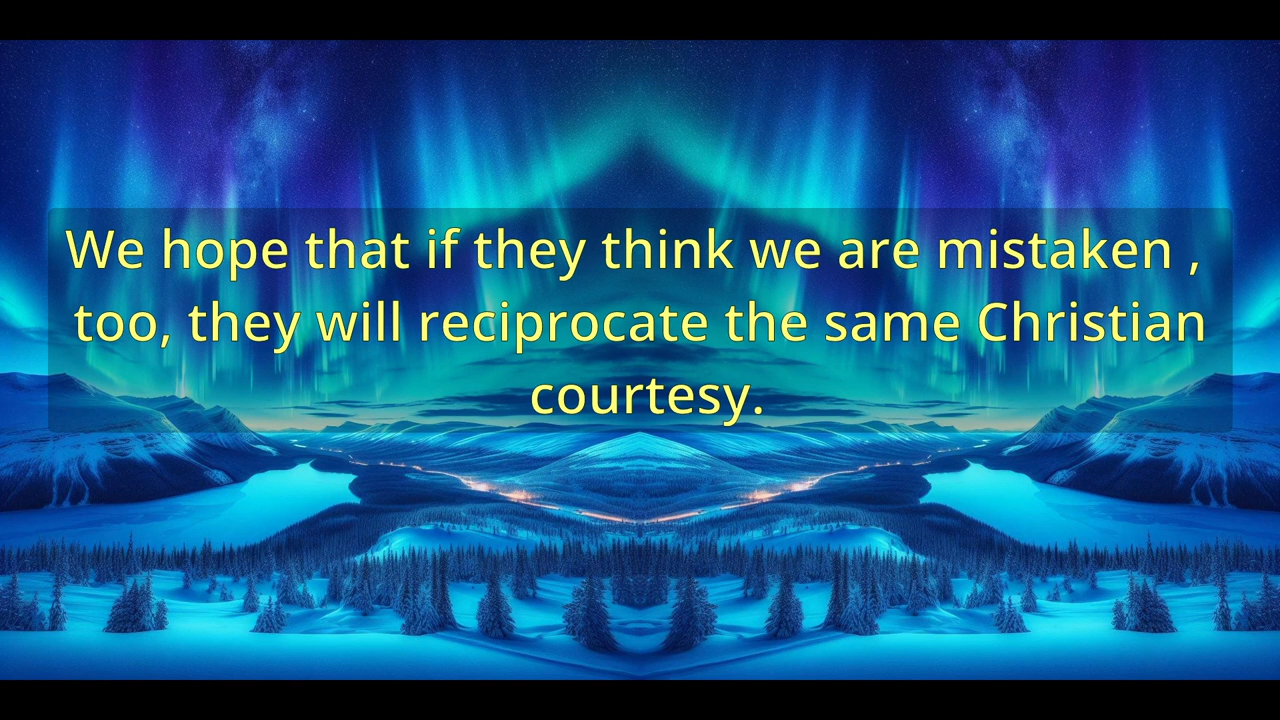 We hope that if they think we are mistaken ,
too, they will reciprocate the same Christian
courtesy.